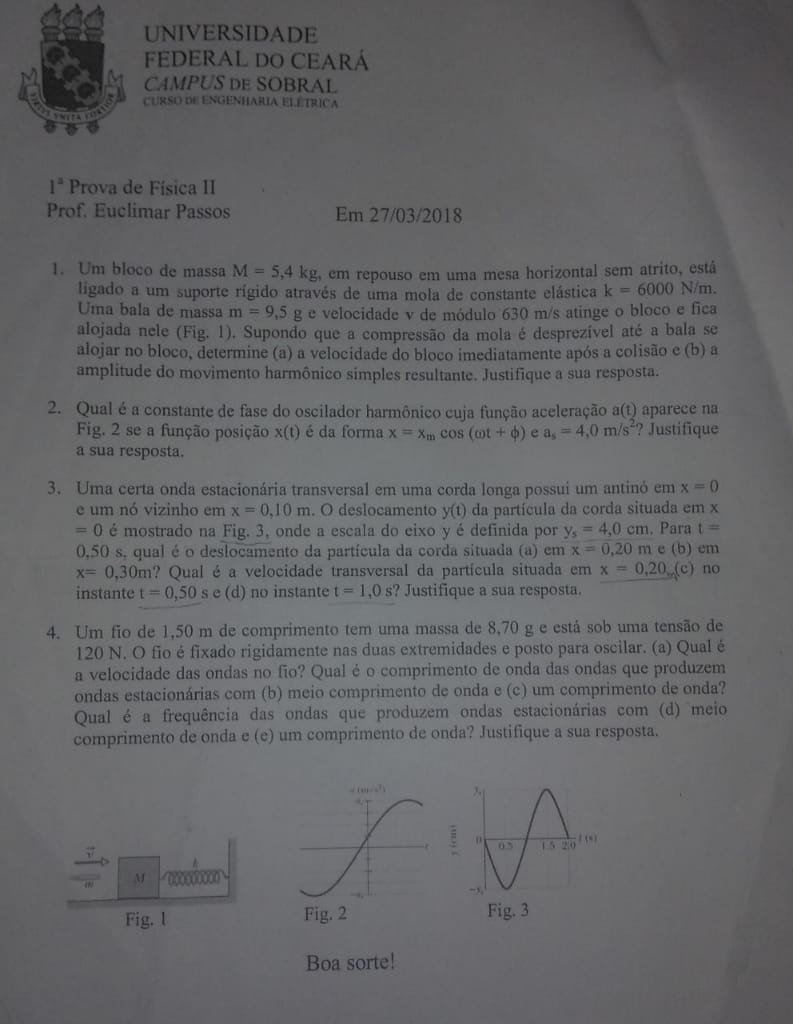 UNIVERSIDADE
FEDERAL DO CEARÁ
CAMPUS DE SOBRAL
CURSO DE ENGENHARIA ELÉTRICA
VIRTUS UNITA FORTIOR
1ª Prova de Física II
Prof. Euclimar Passos
Em 27/03/2018
1. Um bloco de massa M = 5,4 kg, em repouso em uma mesa horizontal sem atrito, está
ligado a um suporte rígido através de uma mola de constante elástica k = 6000 N/m.
Uma bala de massa m = 9,5 g e velocidade v de módulo 630 m/s atinge o bloco e fica
alojada nele (Fig. 1). Supondo que a compressão da mola é desprezível até a bala se
alojar no bloco, determine (a) a velocidade do bloco imediatamente após a colisão e (b) a
amplitude do movimento harmônico simples resultante. Justifique a sua resposta.
2. Qual é a constante de fase do oscilador harmônico cuja função aceleração a(t) aparece na
Fig. 2 se a função posição x(t) é da forma x = xₘ cos (ωt + ϕ) e aₛ = 4,0 m/s²? Justifique
a sua resposta.
3. Uma certa onda estacionária transversal em uma corda longa possui um antinó em x = 0
e um nó vizinho em x = 0,10 m. O deslocamento y(t) da partícula da corda situada em x
= 0 é mostrado na Fig. 3, onde a escala do eixo y é definida por yₛ = 4,0 cm. Para t =
0,50 s, qual é o deslocamento da partícula da corda situada (a) em x = 0,20 m e (b) em
x= 0,30m? Qual é a velocidade transversal da partícula situada em x = 0,20 (c) no
instante t = 0,50 s e (d) no instante t = 1,0 s? Justifique a sua resposta.
4. Um fio de 1,50 m de comprimento tem uma massa de 8,70 g e está sob uma tensão de
120 N. O fio é fixado rigidamente nas duas extremidades e posto para oscilar. (a) Qual é
a velocidade das ondas no fio? Qual é o comprimento de onda das ondas que produzem
ondas estacionárias com (b) meio comprimento de onda e (c) um comprimento de onda?
Qual é a frequência das ondas que produzem ondas estacionárias com (d) meio
comprimento de onda e (e) um comprimento de onda? Justifique a sua resposta.
v
m
M
k
Fig. 1
a (m/s²)
aₛ
t
−aₛ
Fig. 2
y (cm)
yₛ
0
−yₛ
0.5
1.5
2.0
t (s)
Fig. 3
Boa sorte!